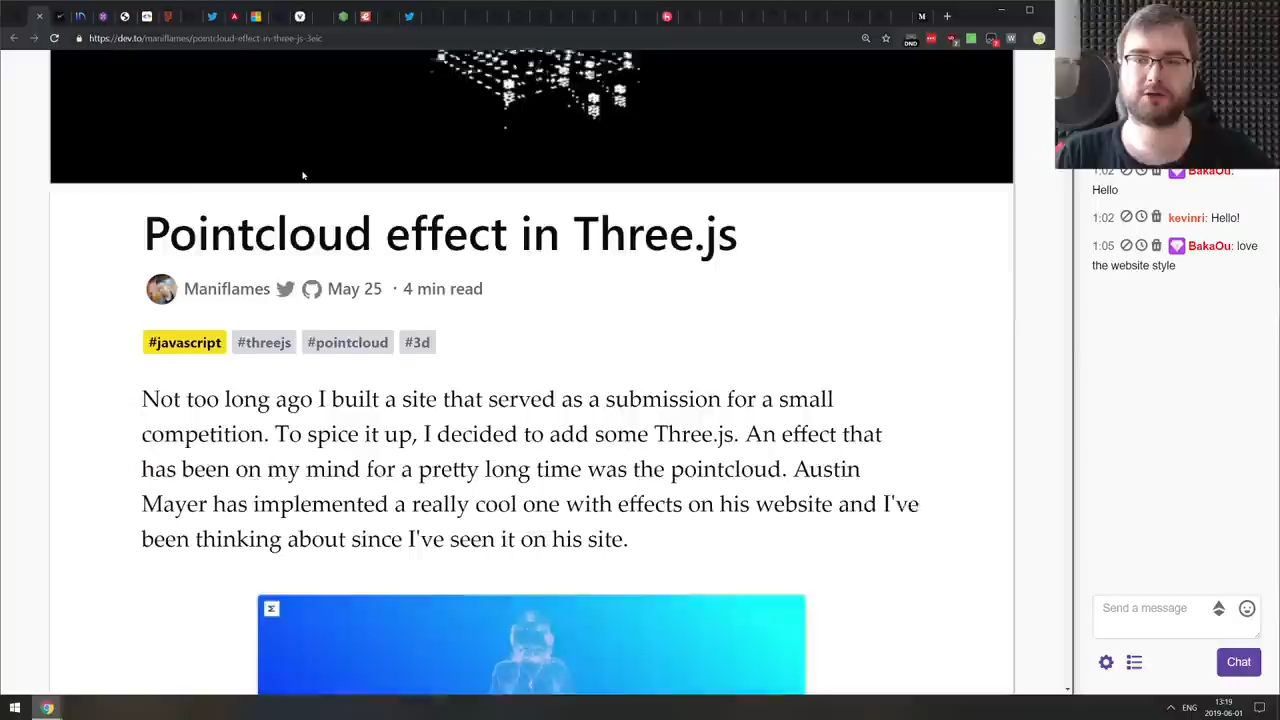 https://dev.to/maniflames/pointcloud-effect-in-three-js-3eic
DND
Pointcloud effect in Three.js
Maniflames May 25 · 4 min read
#javascript #threejs #pointcloud #3d
Not too long ago I built a site that served as a submission for a small
competition. To spice it up, I decided to add some Three.js. An effect that
has been on my mind for a pretty long time was the pointcloud. Austin
Mayer has implemented a really cool one with effects on his website and I've
been thinking about since I've seen it on his site.
1:02 BakaOu:
Hello
1:02 kevinri: Hello!
1:05 BakaOu: love
the website style
Send a message
Chat
ENG
13:19
2019-06-01